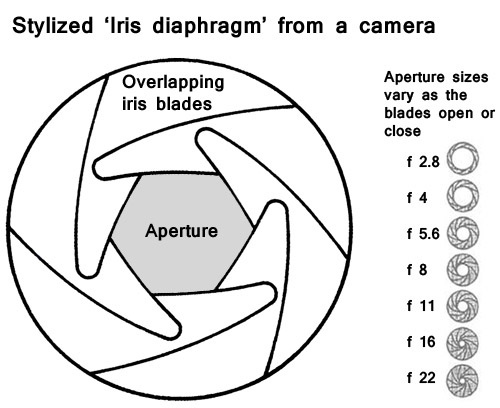 Stylized ‘Iris diaphragm’ from a camera
Overlapping
iris blades
Aperture
Aperture sizes
vary as the
blades open or
close
f 2.8
f 4
f 5.6
f 8
f 11
f 16
f 22